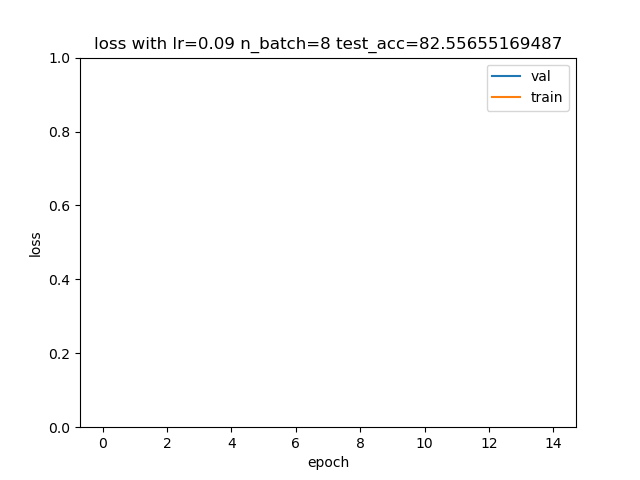 loss with lr=0.09 n_batch=8 test_acc=82.55655169487
val
train
1.0
0.8
0.6
0.4
0.2
0.0
loss
0 2 4 6 8 10 12 14
epoch